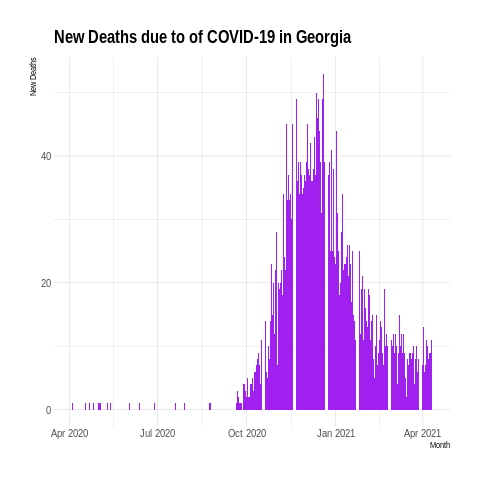 New Deaths due to of COVID-19 in Georgia
New Deaths
40
20
0
Apr 2020 Jul 2020 Oct 2020 Jan 2021 Apr 2021
Month